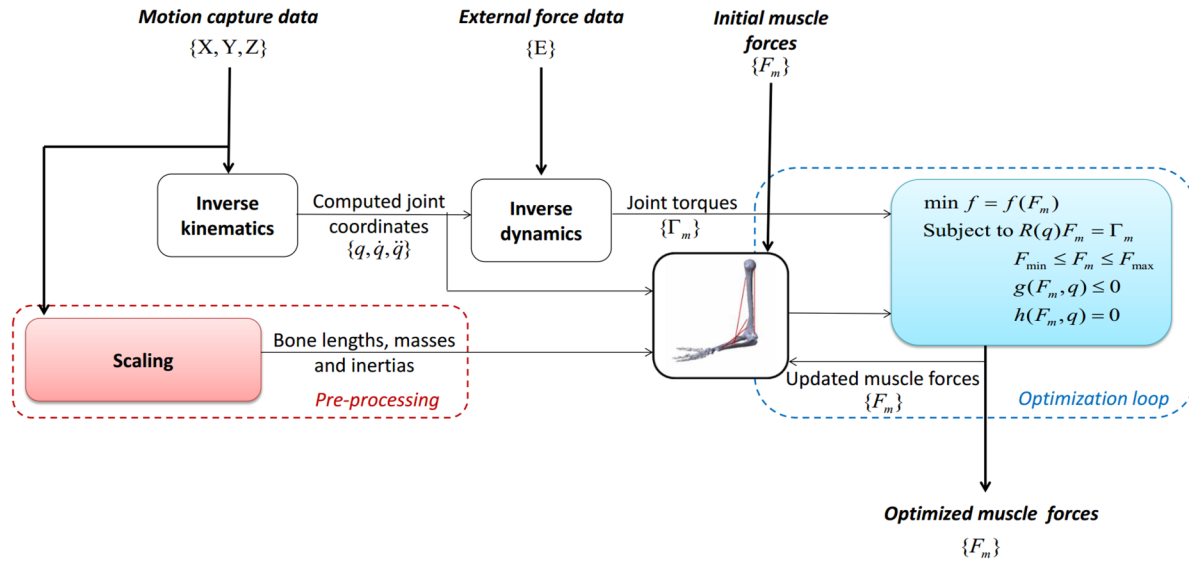 Motion capture data
{X, Y, Z}
External force data
{E}
Initial muscle
forces
{F_m}
Inverse
kinematics
Computed joint
coordinates
{q, q̇, q̈}
Inverse
dynamics
Joint torques
{Γ_m}
min f = f(F_m)
Subject to R(q)F_m = Γ_m
F_min ≤ F_m ≤ F_max
g(F_m, q) ≤ 0
h(F_m, q) = 0
Scaling
Bone lengths, masses
and inertias
Pre-processing
Updated muscle forces
{F_m}
Optimization loop
Optimized muscle forces
{F_m}